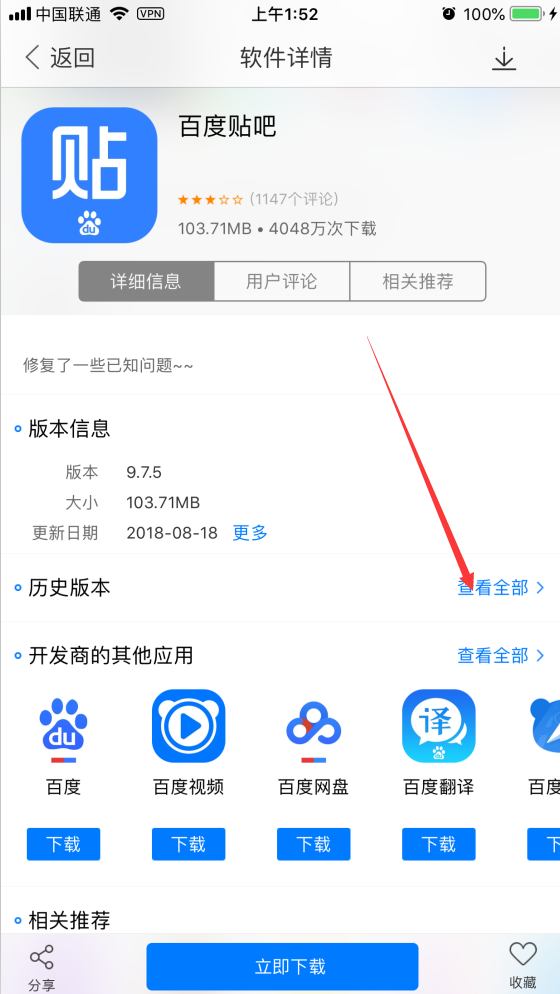 中国联通 VPN 上午1:52 100%
返回 软件详情
贴
du
百度贴吧
(1147个评论)
103.71MB • 4048万次下载
详细信息 用户评论 相关推荐
修复了一些已知问题~~
版本信息
版本 9.7.5
大小 103.71MB
更新日期 2018-08-18 更多
历史版本 查看全部
开发商的其他应用 查看全部
du 译 du
百度 百度视频 百度网盘 百度翻译 百度
下载 下载 下载 下载 下
相关推荐
分享 立即下载 收藏